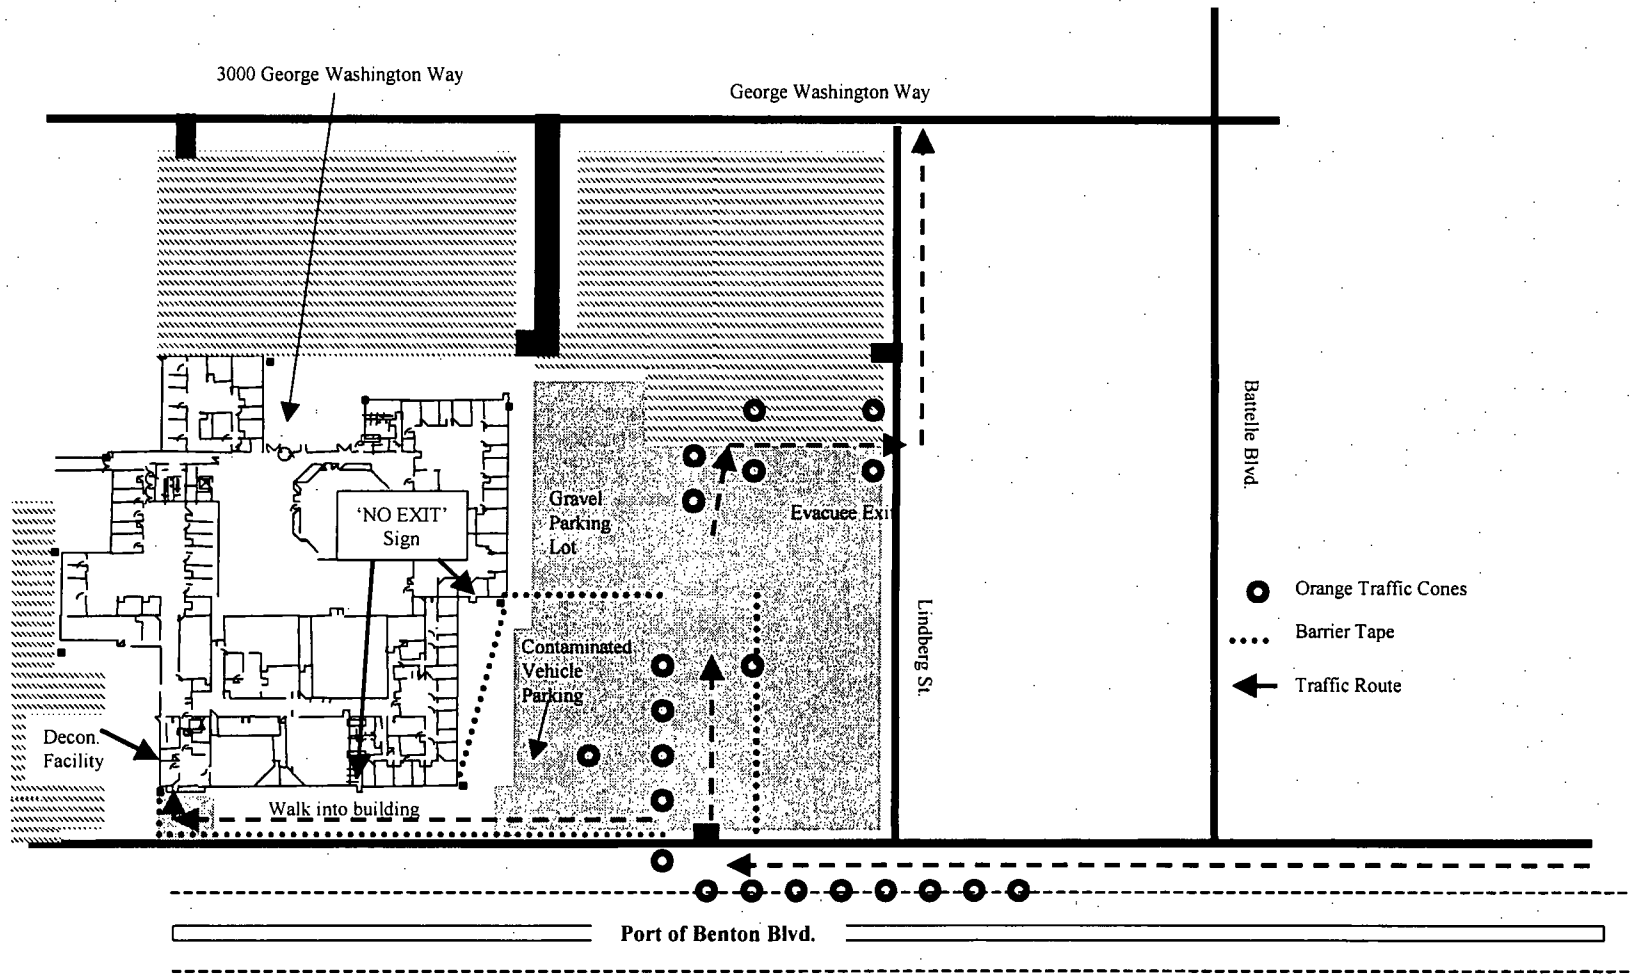 3000 George Washington Way
George Washington Way
Battelle Blvd.
'NO EXIT'
Sign
Gravel
Parking
Lot
Evacuee Exit
Lindberg St.
Orange Traffic Cones
Barrier Tape
Traffic Route
Contaminated
Vehicle
Parking
Decon.
Facility
Walk into building
Port of Benton Blvd.